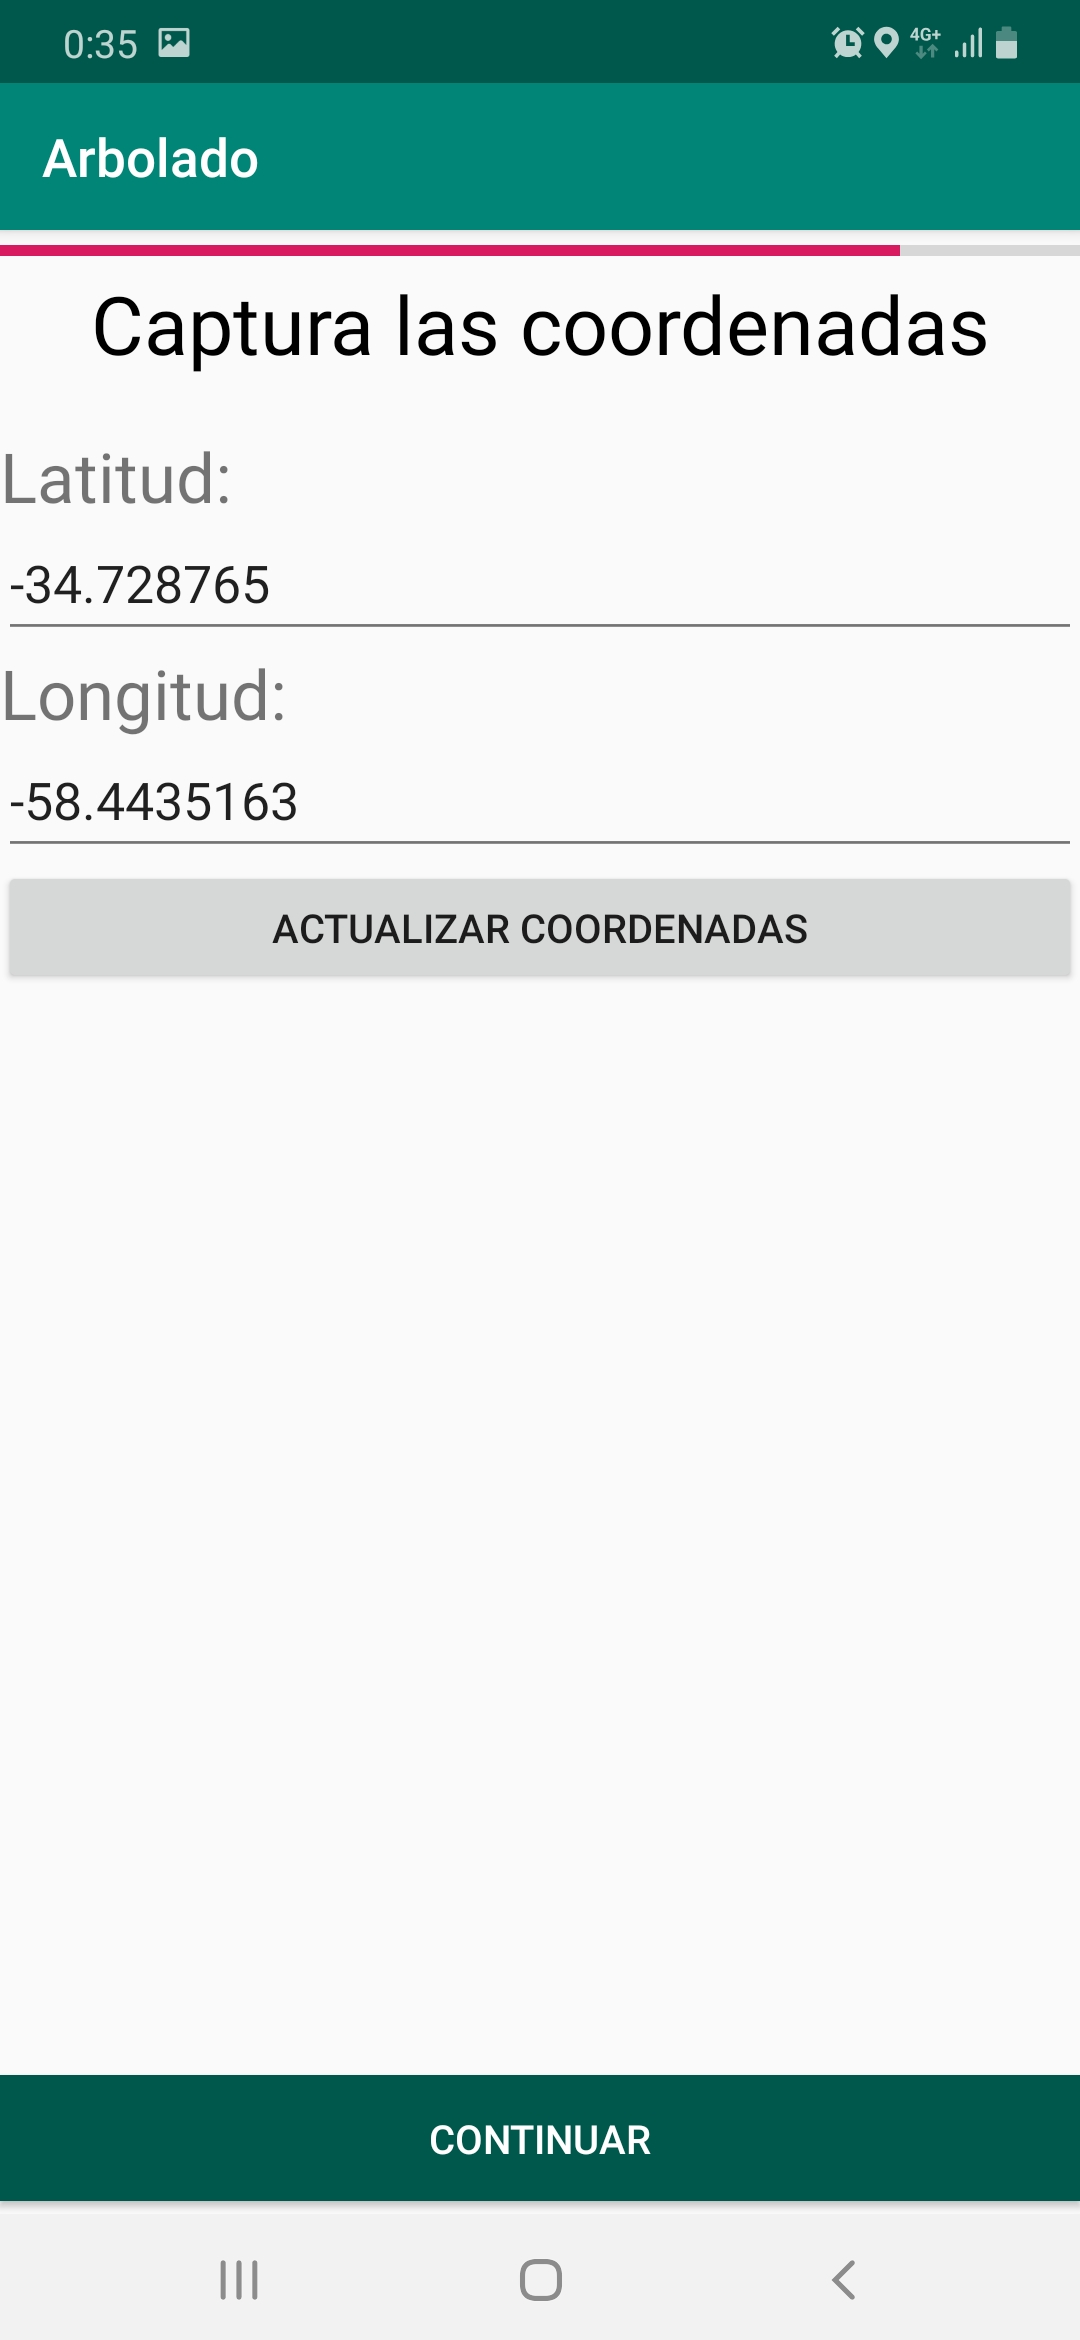 0:35
4G+
Arbolado
Captura las coordenadas
Latitud:
-34.728765
Longitud:
-58.4435163
ACTUALIZAR COORDENADAS
CONTINUAR